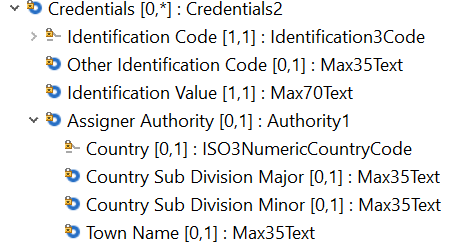 Credentials [0,*] : Credentials2
Identification Code [1,1] : Identification3Code
Other Identification Code [0,1] : Max35Text
Identification Value [1,1] : Max70Text
Assigner Authority [0,1] : Authority1
Country [0,1] : ISO3NumericCountryCode
Country Sub Division Major [0,1] : Max35Text
Country Sub Division Minor [0,1] : Max35Text
Town Name [0,1] : Max35Text